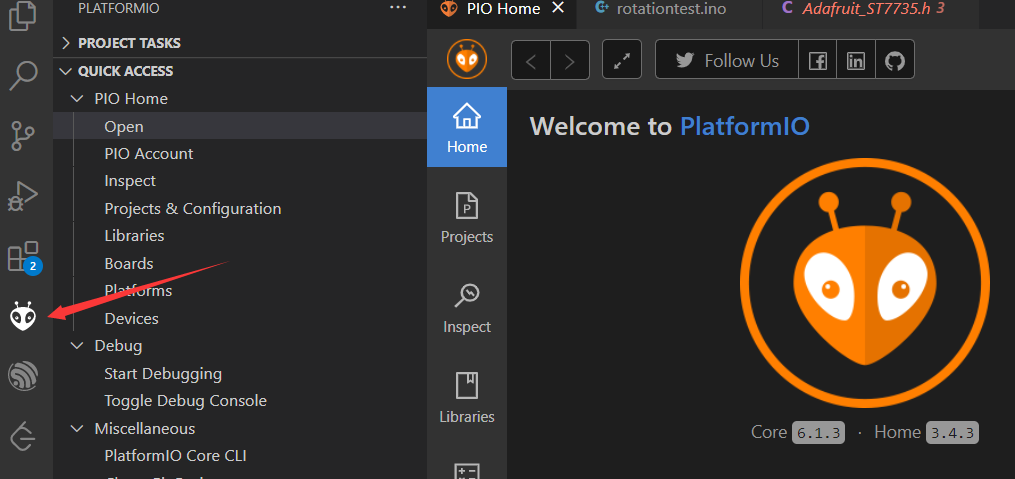 PLATFORMIO
PROJECT TASKS
QUICK ACCESS
PIO Home
Open
PIO Account
Inspect
Projects & Configuration
Libraries
Boards
Platforms
Devices
Debug
Start Debugging
Toggle Debug Console
Miscellaneous
PlatformIO Core CLI
2
PIO Home
rotationtest.ino
C Adafruit_ST7735.h 3
Follow Us
Home
Projects
Inspect
Libraries
Welcome to PlatformIO
Core 6.1.3 · Home 3.4.3